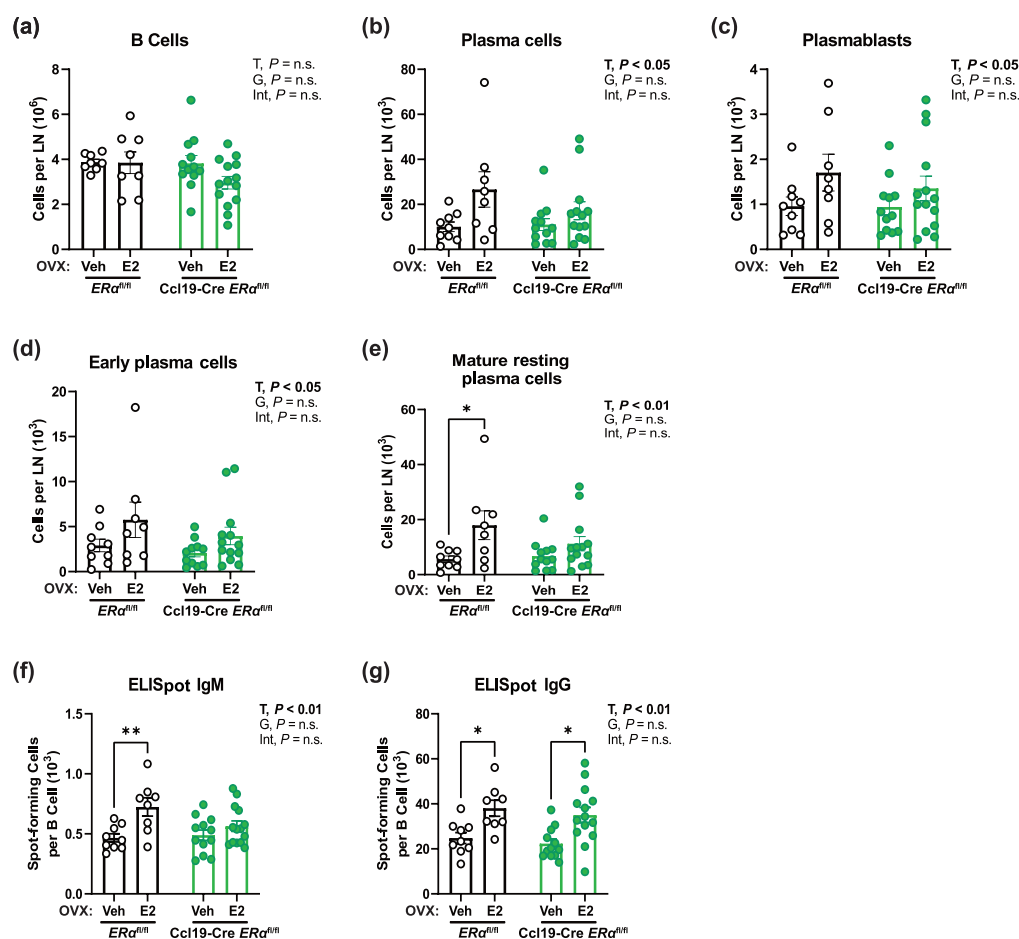 (a)
B Cells
T, P = n.s.
G, P = n.s.
Int, P = n.s.
Cells per LN (10⁶)
8
6
4
2
0
OVX: Veh E2 Veh E2
ERα^fl/fl Ccl19-Cre ERα^fl/fl
(b)
Plasma cells
T, P < 0.05
G, P = n.s.
Int, P = n.s.
Cells per LN (10³)
80
60
40
20
0
OVX: Veh E2 Veh E2
ERα^fl/fl Ccl19-Cre ERα^fl/fl
(c)
Plasmablasts
T, P < 0.05
G, P = n.s.
Int, P = n.s.
Cells per LN (10³)
4
3
2
1
0
OVX: Veh E2 Veh E2
ERα^fl/fl Ccl19-Cre ERα^fl/fl
(d)
Early plasma cells
T, P < 0.05
G, P = n.s.
Int, P = n.s.
Cells per LN (10³)
20
15
10
5
0
OVX: Veh E2 Veh E2
ERα^fl/fl Ccl19-Cre ERα^fl/fl
(e)
Mature resting
plasma cells
T, P < 0.01
G, P = n.s.
Int, P = n.s.
Cells per LN (10³)
60
40
20
0
*
OVX: Veh E2 Veh E2
ERα^fl/fl Ccl19-Cre ERα^fl/fl
(f)
ELISpot IgM
T, P < 0.01
G, P = n.s.
Int, P = n.s.
Spot-forming Cells
per B Cell (10³)
1.5
1.0
0.5
0.0
**
OVX: Veh E2 Veh E2
ERα^fl/fl Ccl19-Cre ERα^fl/fl
(g)
ELISpot IgG
T, P < 0.01
G, P = n.s.
Int, P = n.s.
Spot-forming Cells
per B Cell (10³)
80
60
40
20
0
* *
OVX: Veh E2 Veh E2
ERα^fl/fl Ccl19-Cre ERα^fl/fl